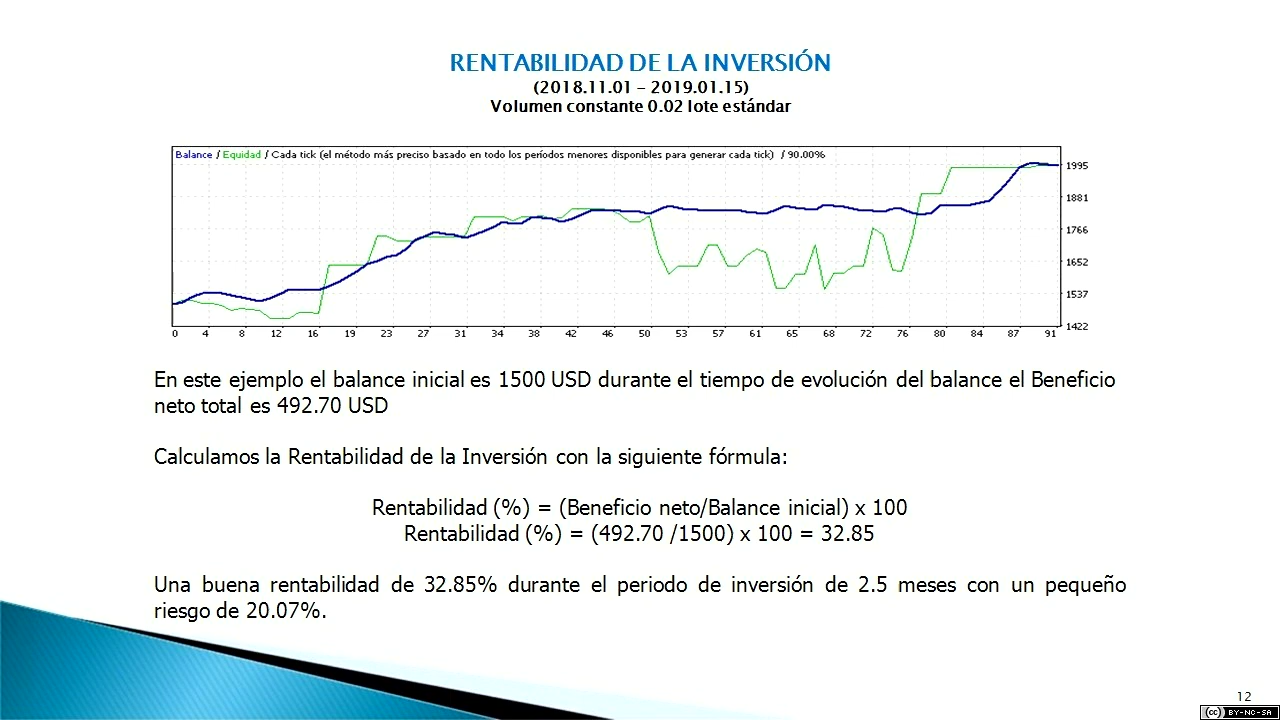 RENTABILIDAD DE LA INVERSIÓN
(2018.11.01 – 2019.01.15)
Volumen constante 0.02 lote estándar
Balance / Equidad / Cada tick (el método más preciso basado en todo los períodos menores disponibles para generar cada tick) / 90.00%
1995
1881
1766
1652
1537
1422
0 4 8 12 16 19 23 27 31 34 38 42 46 50 53 57 61 65 68 72 76 80 84 87 91
En este ejemplo el balance inicial es 1500 USD durante el tiempo de evolución del balance el Beneficio
neto total es 492.70 USD
Calculamos la Rentabilidad de la Inversión con la siguiente fórmula:
Rentabilidad (%) = (Beneficio neto/Balance inicial) x 100
Rentabilidad (%) = (492.70 /1500) x 100 = 32.85
Una buena rentabilidad de 32.85% durante el periodo de inversión de 2.5 meses con un pequeño
riesgo de 20.07%.
12
(cc) BY-NC-SA